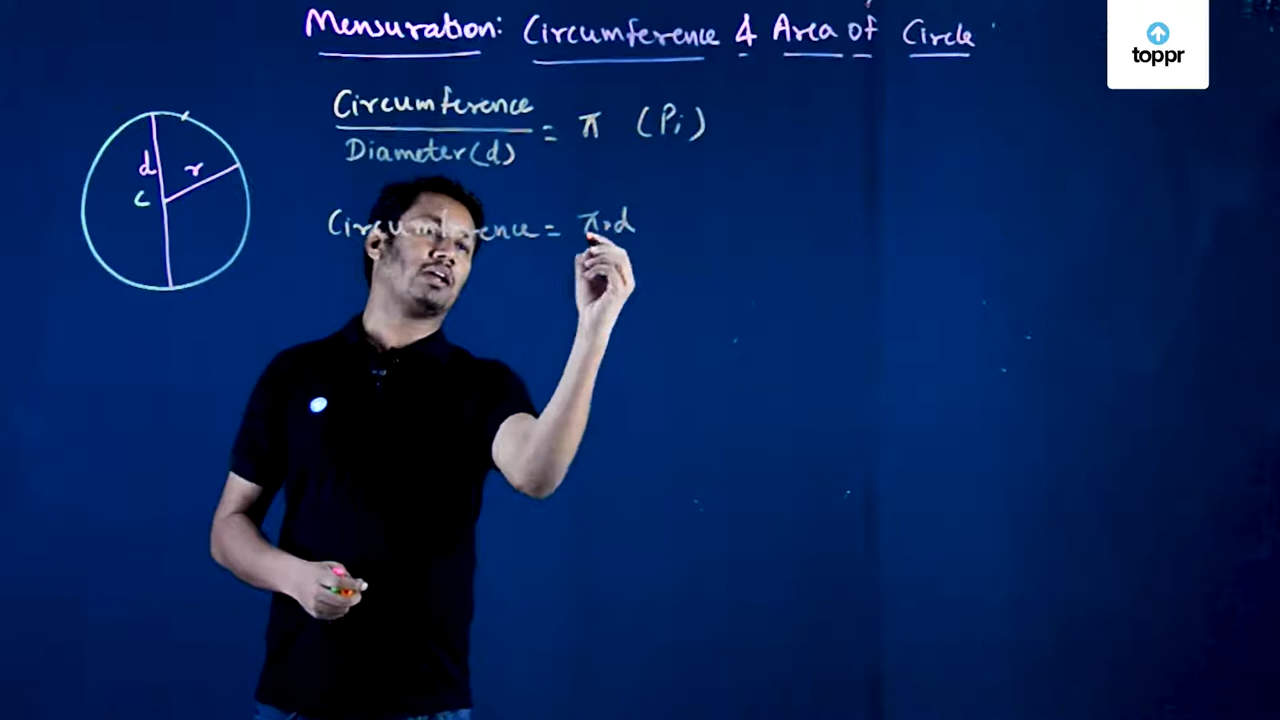 Mensuration: Circumference & Area of Circle
toppr
Circumference
Diameter(d)
= π (Pi)
d
r
C
Circumference = π×d